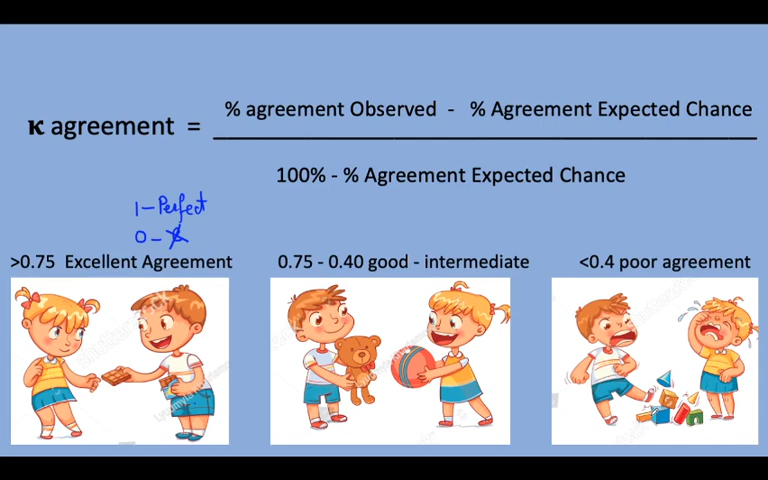 % agreement Observed - % Agreement Expected Chance
κ agreement =
100% - % Agreement Expected Chance
1 - Perfect
0 -
>0.75 Excellent Agreement
0.75 - 0.40 good - intermediate
<0.4 poor agreement